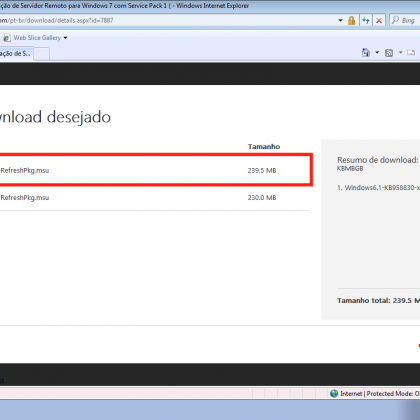 ção de Servidor Remoto para Windows 7 com Service Pack 1 ( - Windows Internet Explorer
om/pt-br/download/details.aspx?id=7887
Bing
Web Slice Gallery
ação de S...
wnload desejado
Tamanho
-RefreshPkg.msu 239.5 MB
-RefreshPkg.msu 230.0 MB
Resumo de download:
KBMBGB
1. Windows6.1-KB958830-x
Tamanho total: 239.5 M
Internet | Protected Mode: O